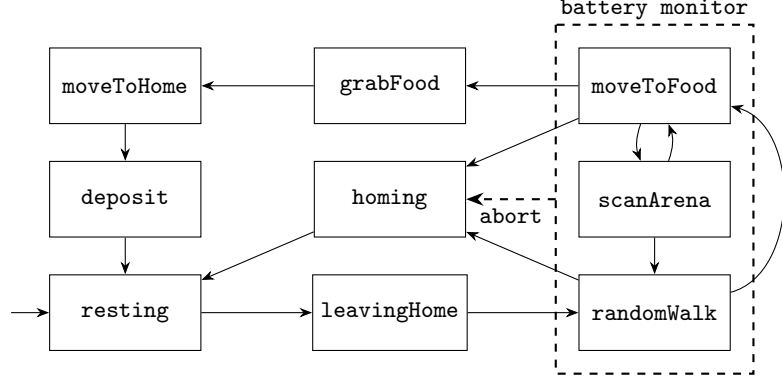 battery monitor
moveToHome
grabFood
moveToFood
deposit
homing
abort
scanArena
resting
leavingHome
randomWalk